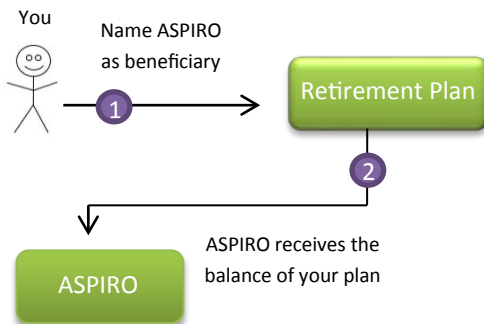 You
Name ASPIRO
as beneficiary
1
Retirement Plan
2
ASPIRO receives the
balance of your plan
ASPIRO